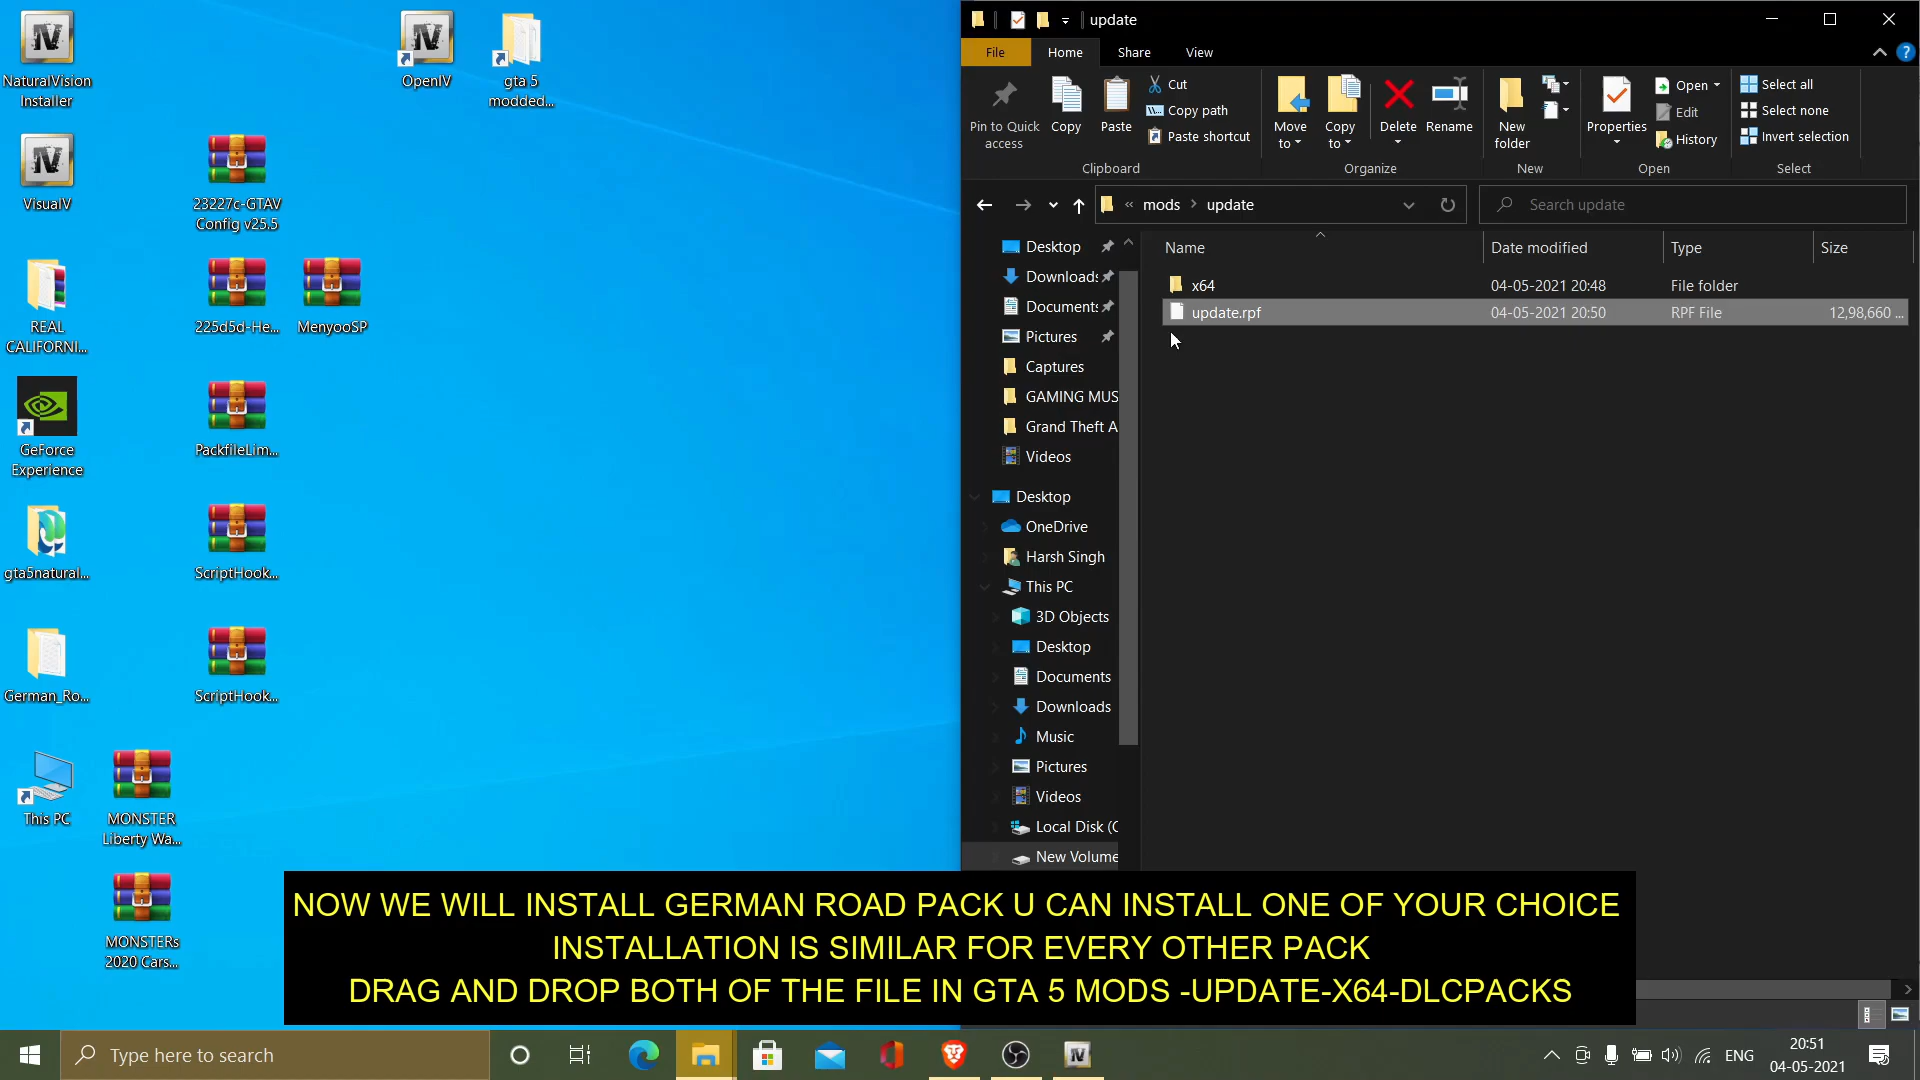 NaturalVision
Installer
OpenIV
gta 5
modded...
VisualV
23227c-GTAV
Config v25.5
REAL
CALIFORNI...
225d5d-He...
MenyooSP
GeForce
Experience
PackfileLim...
gta5natural...
ScriptHook...
German_Ro...
ScriptHook...
This PC
MONSTER
Liberty Wa...
MONSTERs
2020 Cars...
update
File Home Share View
Pin to Quick
access
Copy
Paste
Cut
Copy path
Paste shortcut
Clipboard
Move
to
Copy
to
Delete
Rename
Organize
New
folder
New
Properties
Open
Edit
History
Open
Select all
Select none
Invert selection
Select
« mods > update
Search update
Name Date modified Type Size
x64 04-05-2021 20:48 File folder
update.rpf 04-05-2021 20:50 RPF File 12,98,660 ...
Desktop
Downloads
Documents
Pictures
Captures
GAMING MUS
Grand Theft A
Videos
Desktop
OneDrive
Harsh Singh
This PC
3D Objects
Desktop
Documents
Downloads
Music
Pictures
Videos
Local Disk (C
New Volume
NOW WE WILL INSTALL GERMAN ROAD PACK U CAN INSTALL ONE OF YOUR CHOICE
INSTALLATION IS SIMILAR FOR EVERY OTHER PACK
DRAG AND DROP BOTH OF THE FILE IN GTA 5 MODS -UPDATE-X64-DLCPACKS
Type here to search
ENG
20:51
04-05-2021